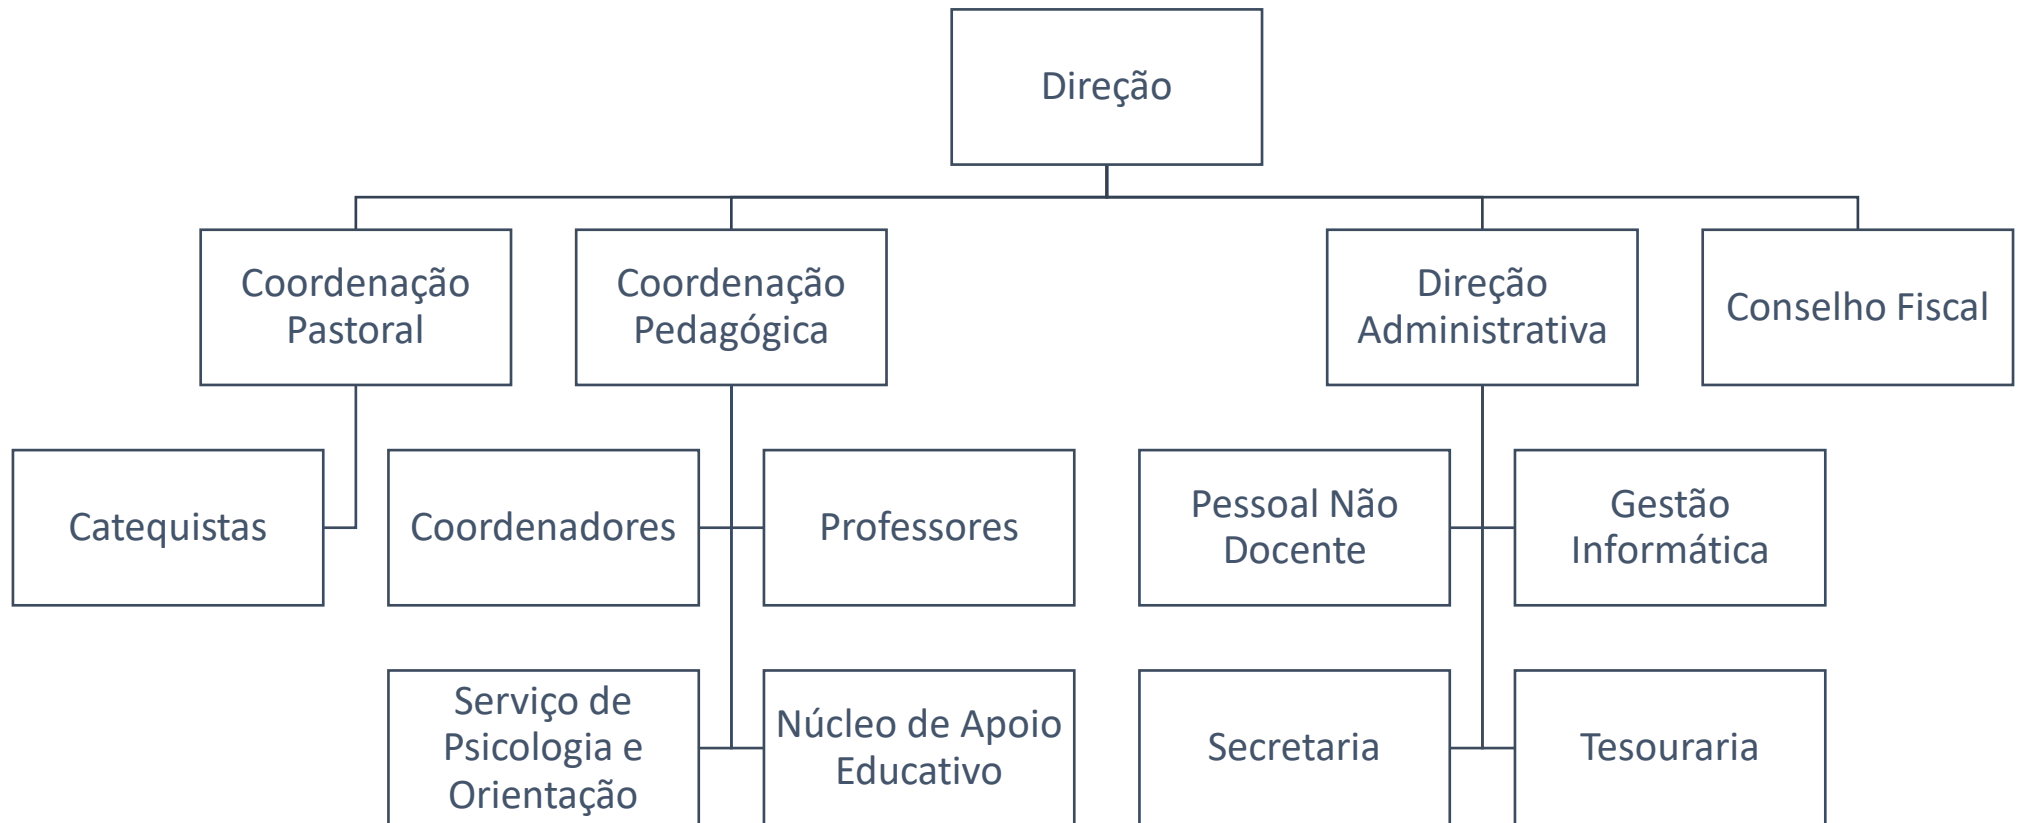 Direção
Coordenação
Pastoral
Coordenação
Pedagógica
Direção
Administrativa
Conselho Fiscal
Catequistas
Coordenadores
Professores
Pessoal Não
Docente
Gestão
Informática
Serviço de
Psicologia e
Orientação
Núcleo de Apoio
Educativo
Secretaria
Tesouraria